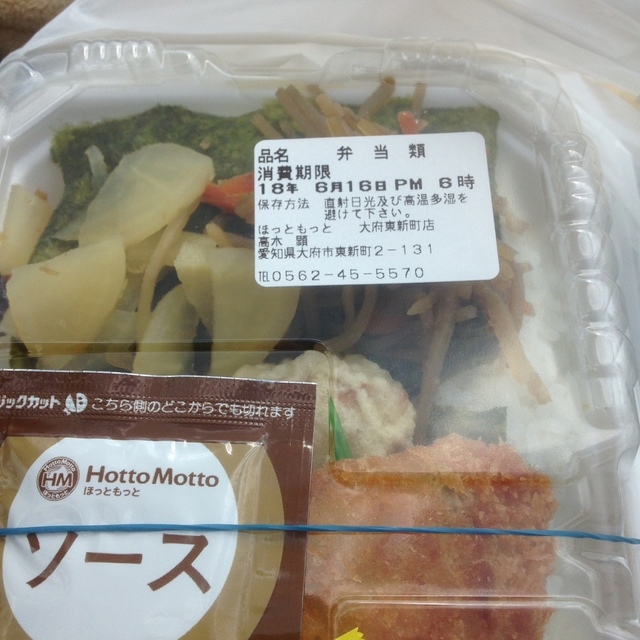 品名 弁当類
消費期限
18年 6月16日PM 6時
保存方法 直射日光及び高温多湿を
避けて下さい。
ほっともっと 大府東新町店
高木 顕
愛知県大府市東新町2-131
℡0562-45-5570
ジックカット こちら側のどこからでも切れます
HM
HottoMotto
ほっともっと
ソース